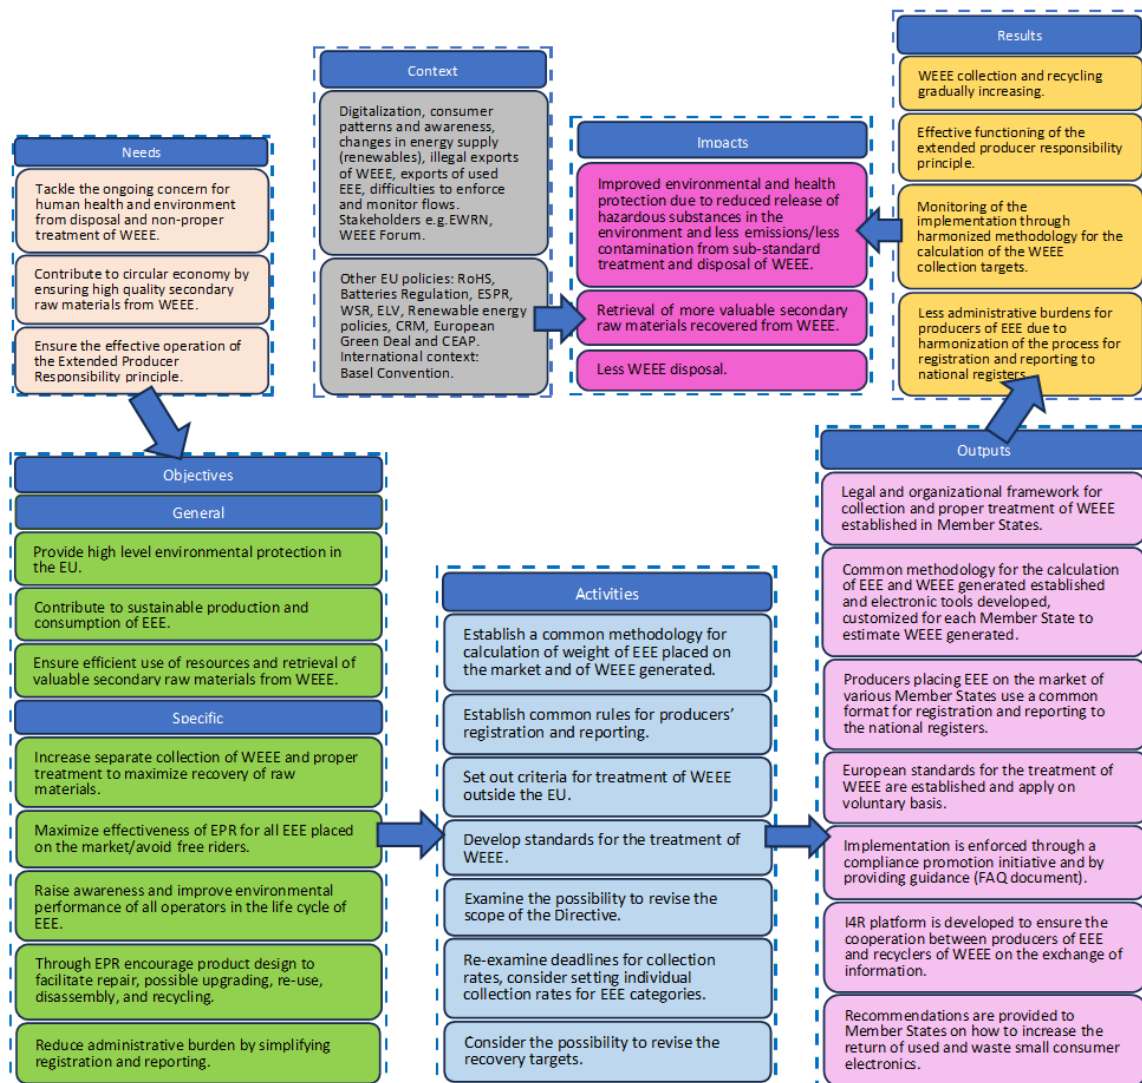 Needs
Tackle the ongoing concern for
human health and environment
from disposal and non-proper
treatment of WEEE.
Contribute to circular economy by
ensuring high quality secondary
raw materials from WEEE.
Ensure the effective operation of
the Extended Producer
Responsibility principle.
Context
Digitalization, consumer
patterns and awareness,
changes in energy supply
(renewables), illegal exports
of WEEE, exports of used
EEE, difficulties to enforce
and monitor flows.
Stakeholders e.g.EWRN,
WEEE Forum.
Other EU policies: RoHS,
Batteries Regulation, ESPR,
WSR, ELV, Renewable energy
policies, CRM, European
Green Deal and CEAP.
International context:
Basel Convention.
Impacts
Improved environmental and health
protection due to reduced release of
hazardous substances in the
environment and less emissions/less
contamination from sub-standard
treatment and disposal of WEEE.
Retrieval of more valuable secondary
raw materials recovered from WEEE.
Less WEEE disposal.
Results
WEEE collection and recycling
gradually increasing.
Effective functioning of the
extended producer responsibility
principle.
Monitoring of the
implementation through
harmonized methodology for the
calculation of the WEEE
collection targets.
Less administrative burdens for
producers of EEE due to
harmonization of the process for
registration and reporting to
national registers
Objectives
General
Provide high level environmental protection in
the EU.
Contribute to sustainable production and
consumption of EEE.
Ensure efficient use of resources and retrieval of
valuable secondary raw materials from WEEE.
Specific
Increase separate collection of WEEE and proper
treatment to maximize recovery of raw
materials.
Maximize effectiveness of EPR for all EEE placed
on the market/avoid free riders.
Raise awareness and improve environmental
performance of all operators in the life cycle of
EEE.
Through EPR encourage product design to
facilitate repair, possible upgrading, re-use,
disassembly, and recycling.
Reduce administrative burden by simplifying
registration and reporting.
Activities
Establish a common methodology for
calculation of weight of EEE placed on
the market and of WEEE generated.
Establish common rules for producers'
registration and reporting.
Set out criteria for treatment of WEEE
outside the EU.
Develop standards for the treatment of
WEEE.
Examine the possibility to revise the
scope of the Directive.
Re-examine deadlines for collection
rates, consider setting individual
collection rates for EEE categories.
Consider the possibility to revise the
recovery targets.
Outputs
Legal and organizational framework for
collection and proper treatment of WEEE
established in Member States.
Common methodology for the calculation
of EEE and WEEE generated established
and electronic tools developed,
customized for each Member State to
estimate WEEE generated.
Producers placing EEE on the market of
various Member States use a common
format for registration and reporting to
the national registers.
European standards for the treatment of
WEEE are established and apply on
voluntary basis.
Implementation is enforced through a
compliance promotion initiative and by
providing guidance (FAQ document).
I4R platform is developed to ensure the
cooperation between producers of EEE
and recyclers of WEEE on the exchange of
information.
Recommendations are provided to
Member States on how to increase the
return of used and waste small consumer
electronics.